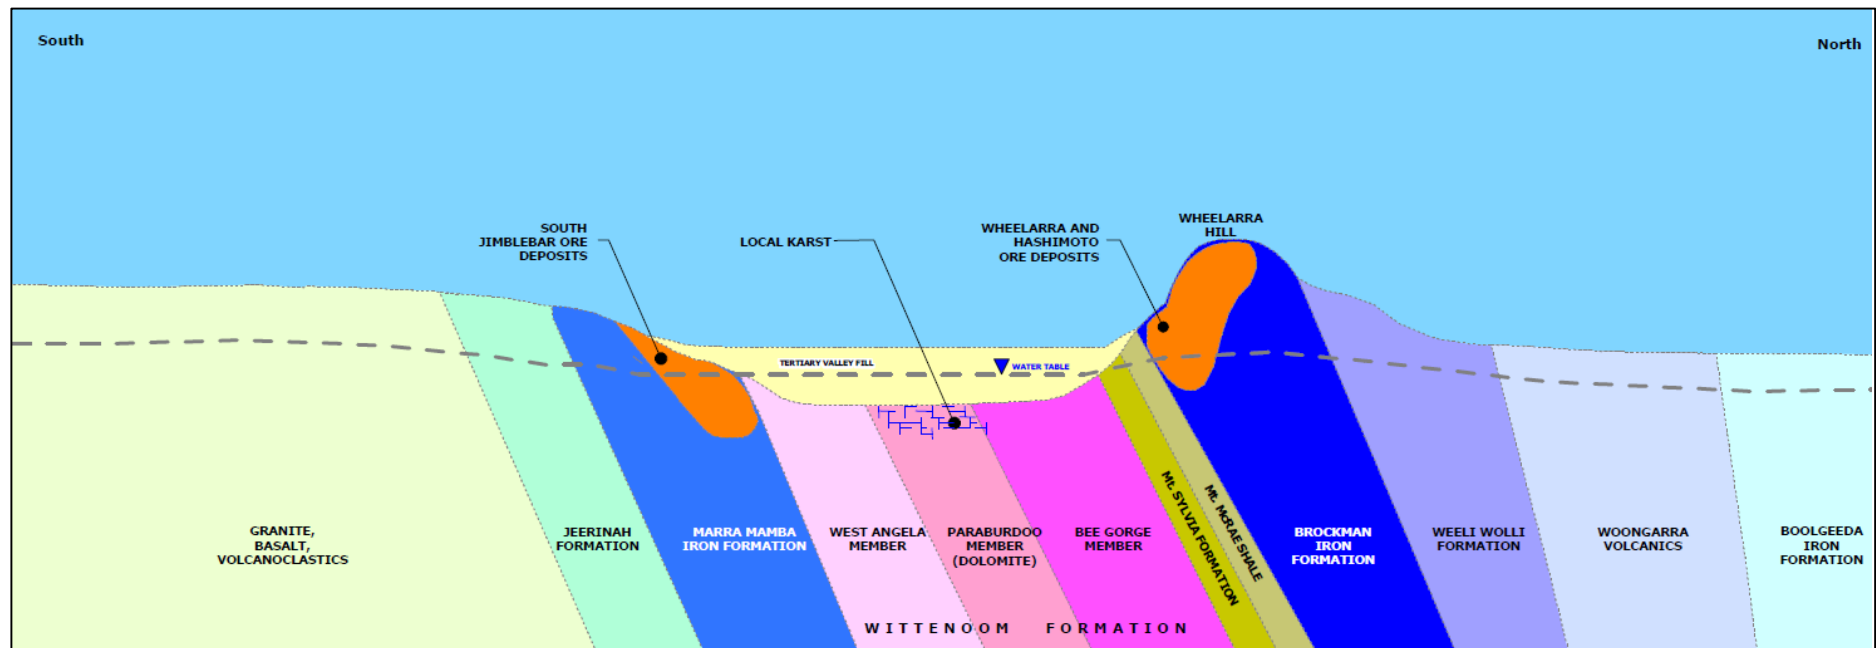 South
North
SOUTH
JIMBLEBAR ORE
DEPOSITS
LOCAL KARST
WHEELARRA AND
HASHIMOTO
ORE DEPOSITS
WHEELARRA
HILL
TERTIARY VALLEY FILL
WATER TABLE
GRANITE,
BASALT,
VOLCANOCLASTICS
JEERINAH
FORMATION
MARRA MAMBA
IRON FORMATION
WEST ANGELA
MEMBER
PARABURDOO
MEMBER
(DOLOMITE)
BEE GORGE
MEMBER
Mt. SYLVIA FORMATION
Mt. McRAE SHALE
BROCKMAN
IRON
FORMATION
WEELI WOLLI
FORMATION
WOONGARRA
VOLCANICS
BOOLGEEDA
IRON
FORMATION
WITTENOOM FORMATION